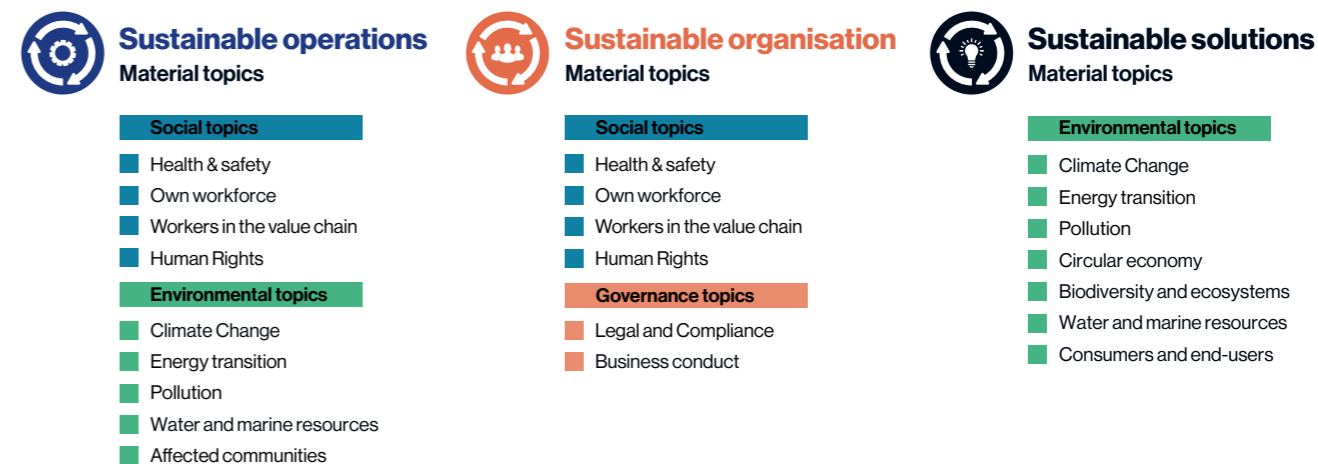 Sustainable operations
Material topics
Social topics
Health & safety
Own workforce
Workers in the value chain
Human Rights
Environmental topics
Climate Change
Energy transition
Pollution
Water and marine resources
Affected communities
Sustainable organisation
Material topics
Social topics
Health & safety
Own workforce
Workers in the value chain
Human Rights
Governance topics
Legal and Compliance
Business conduct
Sustainable solutions
Material topics
Environmental topics
Climate Change
Energy transition
Pollution
Circular economy
Biodiversity and ecosystems
Water and marine resources
Consumers and end-users